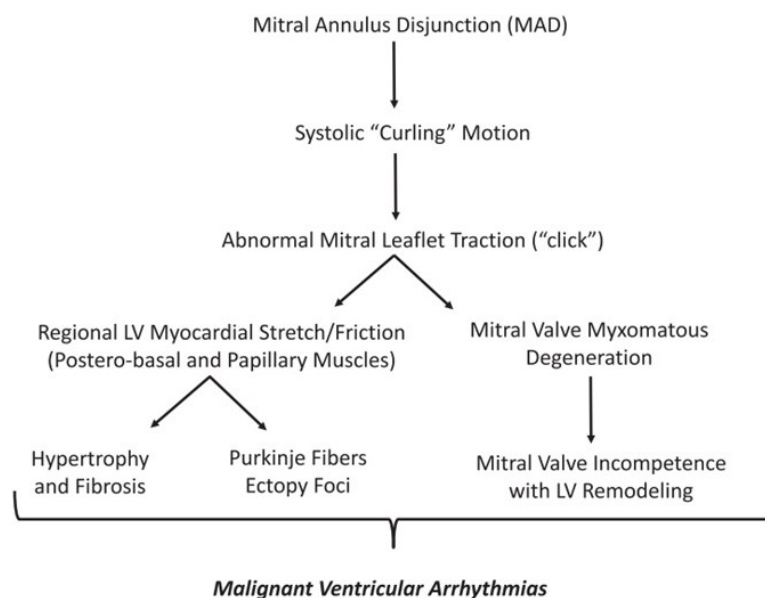 Mitral Annulus Disjunction (MAD)
Systolic “Curling” Motion
Abnormal Mitral Leaflet Traction (“click”)
Regional LV Myocardial Stretch/Friction
(Postero-basal and Papillary Muscles)
Mitral Valve Myxomatous
Degeneration
Hypertrophy
and Fibrosis
Purkinje Fibers
Ectopy Foci
Mitral Valve Incompetence
with LV Remodeling
Malignant Ventricular Arrhythmias